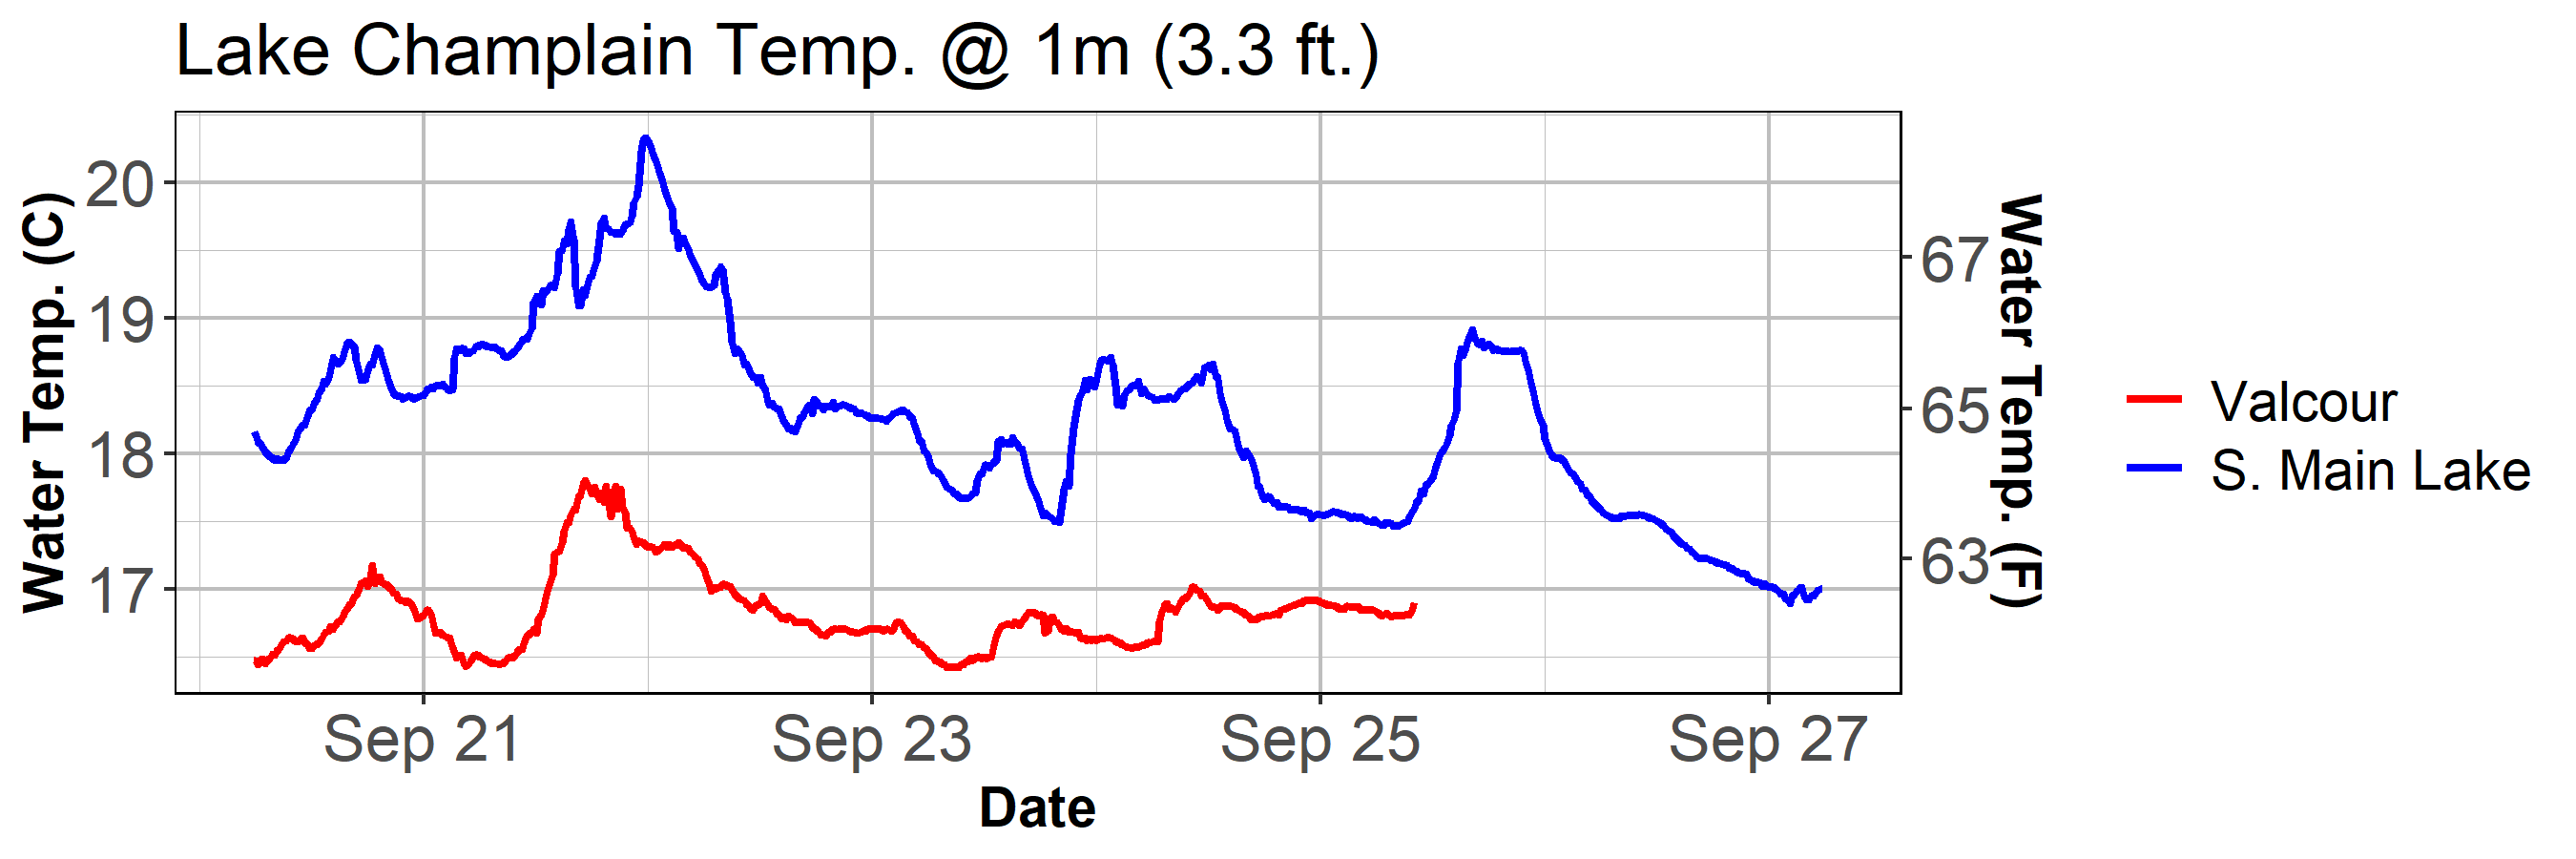 Lake Champlain Temp. @ 1m (3.3 ft.)
Water Temp. (C)
20
19
18
17
67
65
63
Water Temp. (F)
Sep 21
Sep 23
Sep 25
Sep 27
Date
Valcour
S. Main Lake